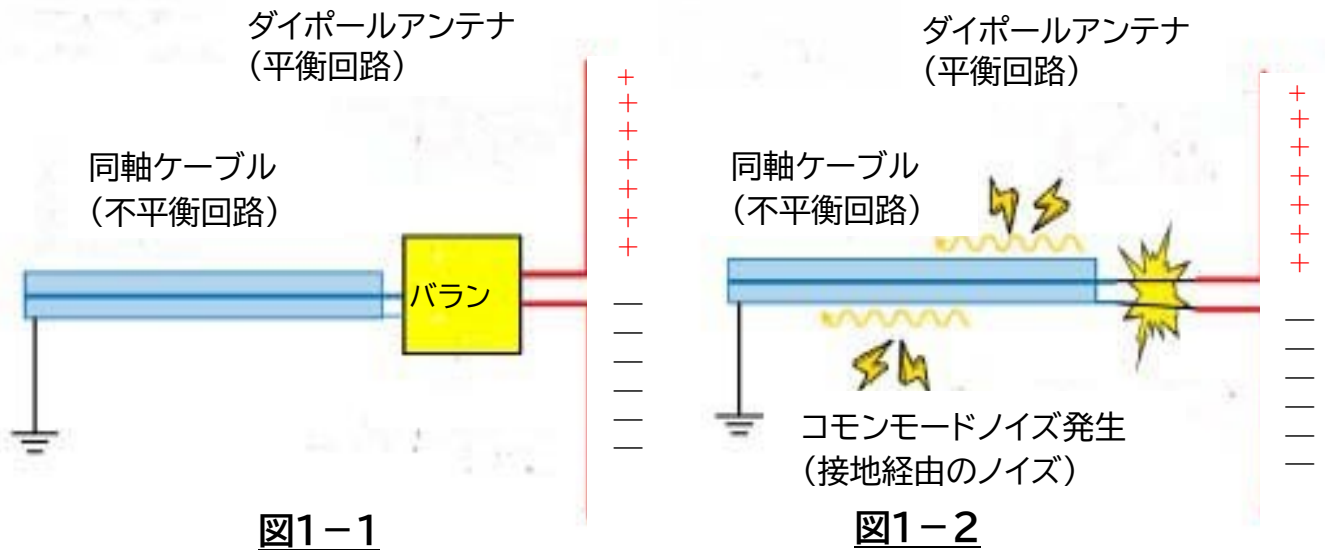 ダイポールアンテナ
(平衡回路)
同軸ケーブル
(不平衡回路)
バラン
+
+
+
+
+
+
+
―
―
―
―
―
―
図1-1
ダイポールアンテナ
(平衡回路)
同軸ケーブル
(不平衡回路)
+
+
+
+
+
+
+
―
―
―
―
―
―
コモンモードノイズ発生
(接地経由のノイズ)
図1-2